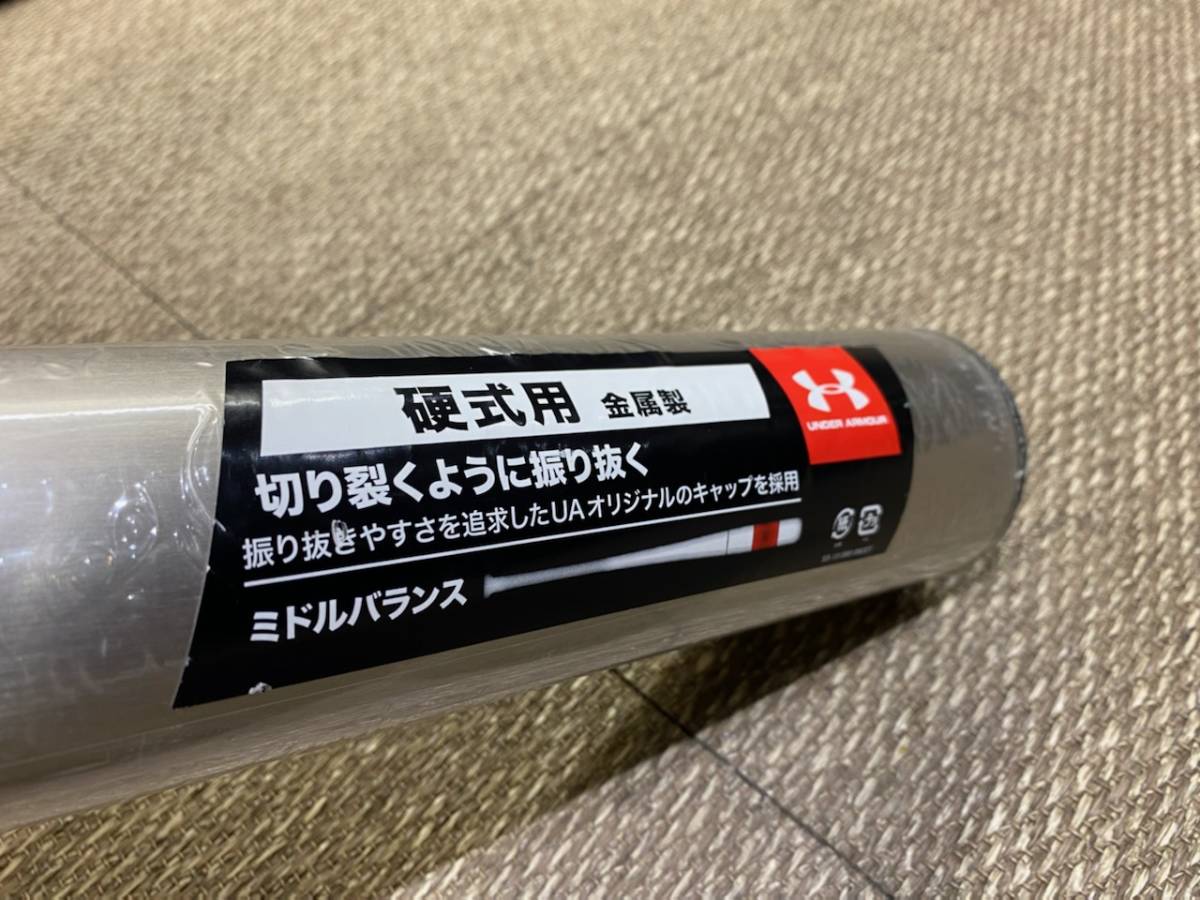 硬式用 金属製
UNDER ARMOUR
切り裂くように振り抜く
振り抜きやすさを追求したUAオリジナルのキャップを採用
ミドルバランス